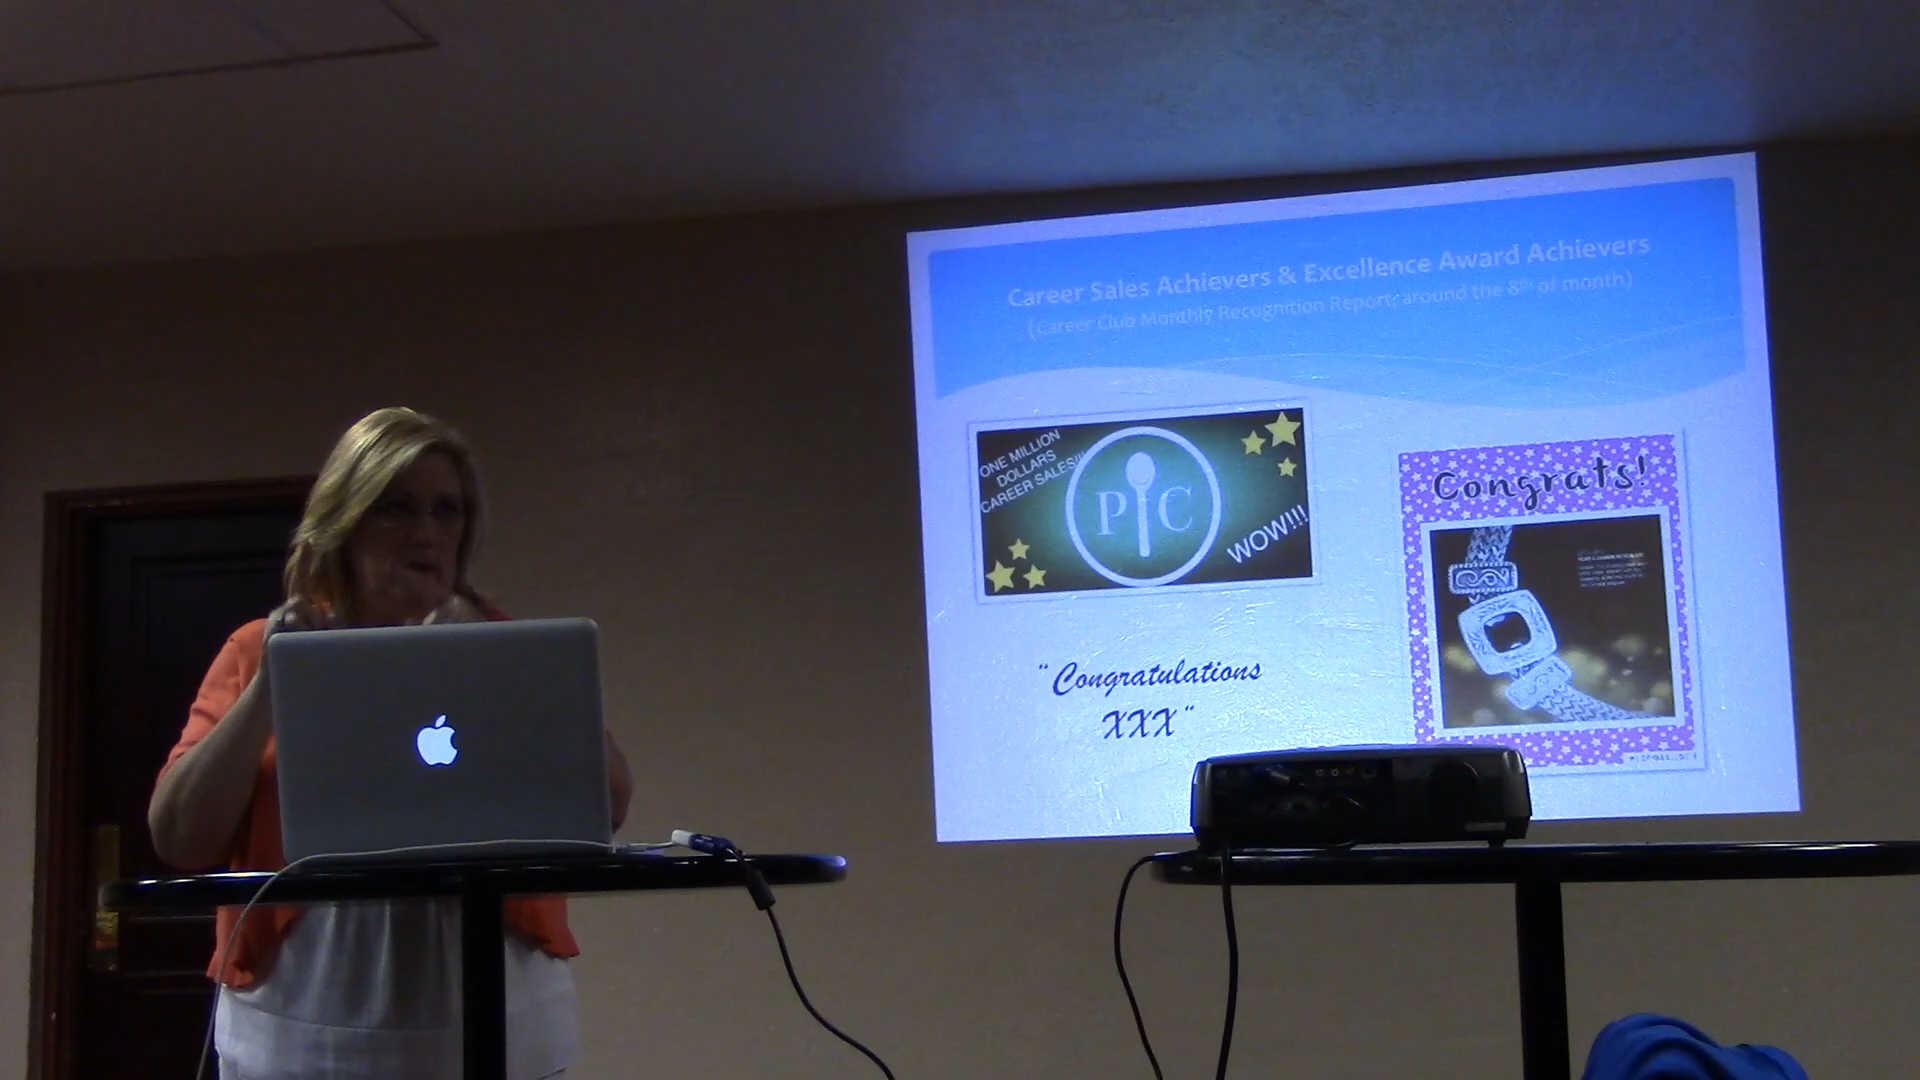 Career Sales Achievers & Excellence Award Achievers
(Career Club Monthly Recognition Report, around the 8th of month)
ONE MILLION
DOLLARS
CAREER SALES!!!
P C
WOW!!!
Congrats!
“Congratulations
XXX”